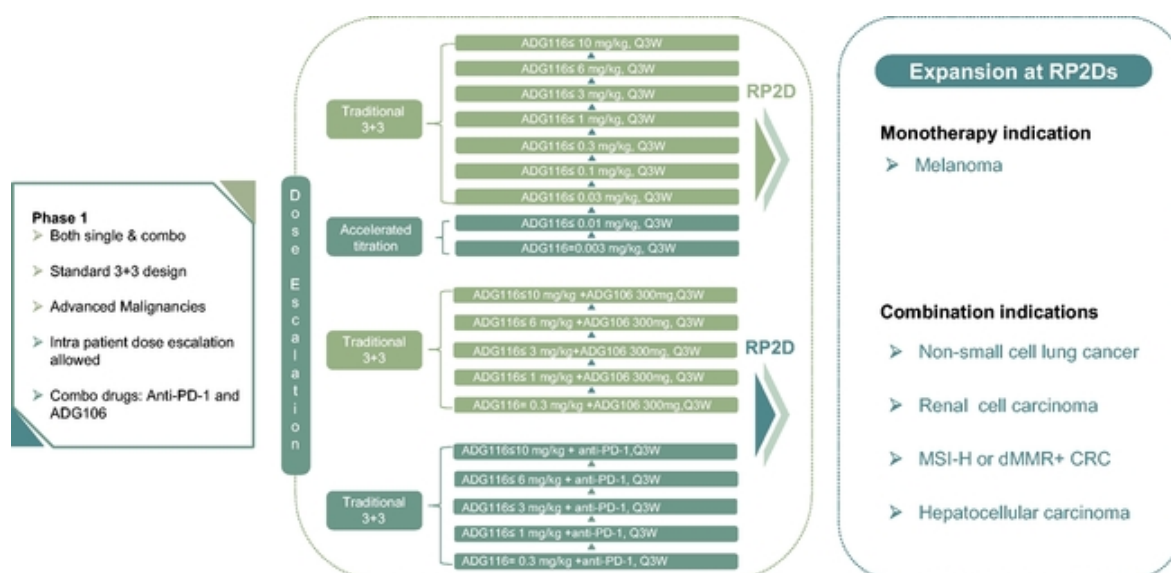 Phase 1
Both single & combo
Standard 3+3 design
Advanced Malignancies
Intra patient dose escalation
allowed
Combo drugs: Anti-PD-1 and
ADG106
Dose Escalation
Traditional
3+3
ADG116≤ 10 mg/kg, Q3W
ADG116≤ 6 mg/kg, Q3W
ADG116≤ 3 mg/kg, Q3W
ADG116≤ 1 mg/kg, Q3W
ADG116≤ 0.3 mg/kg, Q3W
ADG116≤ 0.1 mg/kg, Q3W
ADG116≤ 0.03 mg/kg, Q3W
Accelerated
titration
ADG116≤ 0.01 mg/kg, Q3W
ADG116=0.003 mg/kg, Q3W
RP2D
Traditional
3+3
ADG116≤10 mg/kg +ADG106 300mg,Q3W
ADG116≤ 6 mg/kg +ADG106 300mg, Q3W
ADG116≤ 3 mg/kg+ADG106 300mg, Q3W
ADG116≤ 1 mg/kg +ADG106 300mg, Q3W
ADG116= 0.3 mg/kg +ADG106 300mg,Q3W
RP2D
Traditional
3+3
ADG116≤10 mg/kg + anti-PD-1,Q3W
ADG116≤ 6 mg/kg + anti-PD-1, Q3W
ADG116≤ 3 mg/kg + anti-PD-1, Q3W
ADG116≤ 1 mg/kg +anti-PD-1, Q3W
ADG116= 0.3 mg/kg +anti-PD-1, Q3W
Expansion at RP2Ds
Monotherapy indication
Melanoma
Combination indications
Non-small cell lung cancer
Renal cell carcinoma
MSI-H or dMMR+ CRC
Hepatocellular carcinoma